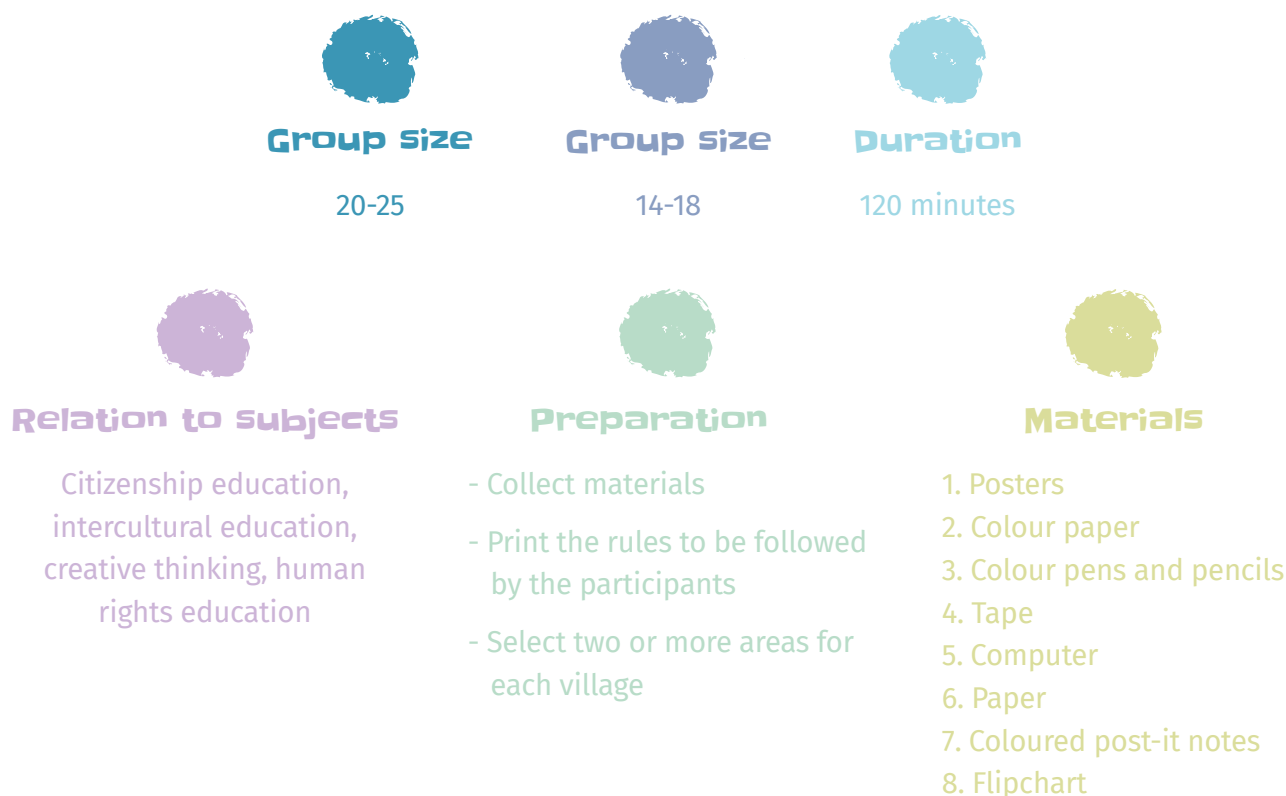 Group size
20-25
Group size
14-18
Duration
120 minutes
Relation to subjects
Citizenship education,
intercultural education,
creative thinking, human
rights education
Preparation
- Collect materials
- Print the rules to be followed
by the participants
- Select two or more areas for
each village
Materials
1. Posters
2. Colour paper
3. Colour pens and pencils
4. Tape
5. Computer
6. Paper
7. Coloured post-it notes
8. Flipchart